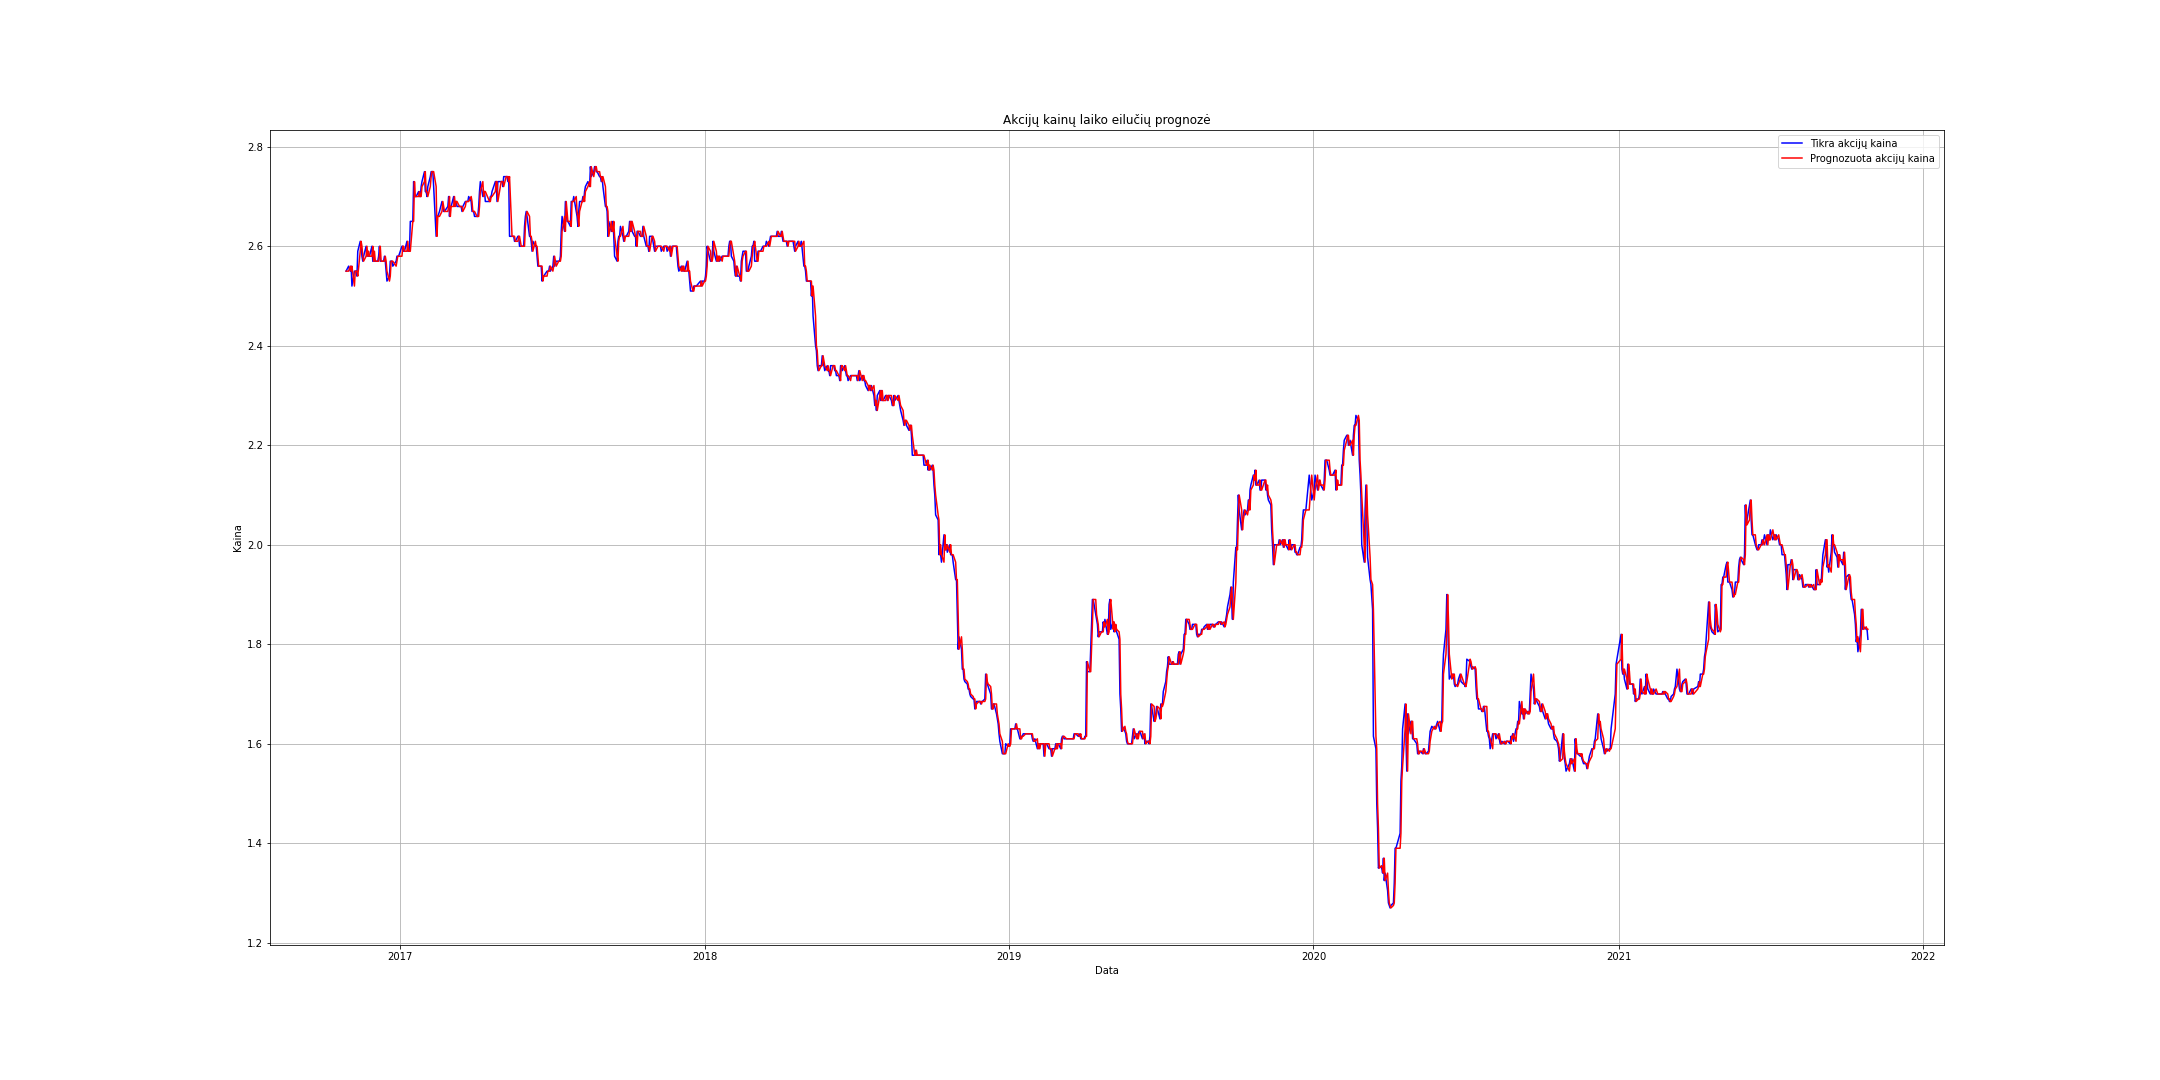 Akcijų kainų laiko eilučių prognozė
Tikra akcijų kaina
Prognozuota akcijų kaina
2.8
2.6
2.4
2.2
2.0
1.8
1.6
1.4
1.2
Kaina
2017 2018 2019 2020 2021 2022
Data